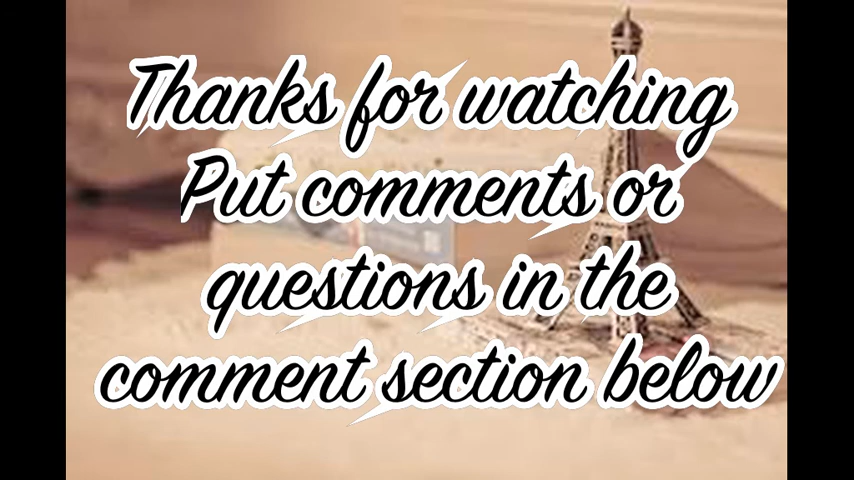 Thanks for watching
Put comments or
questions in the
comment section below